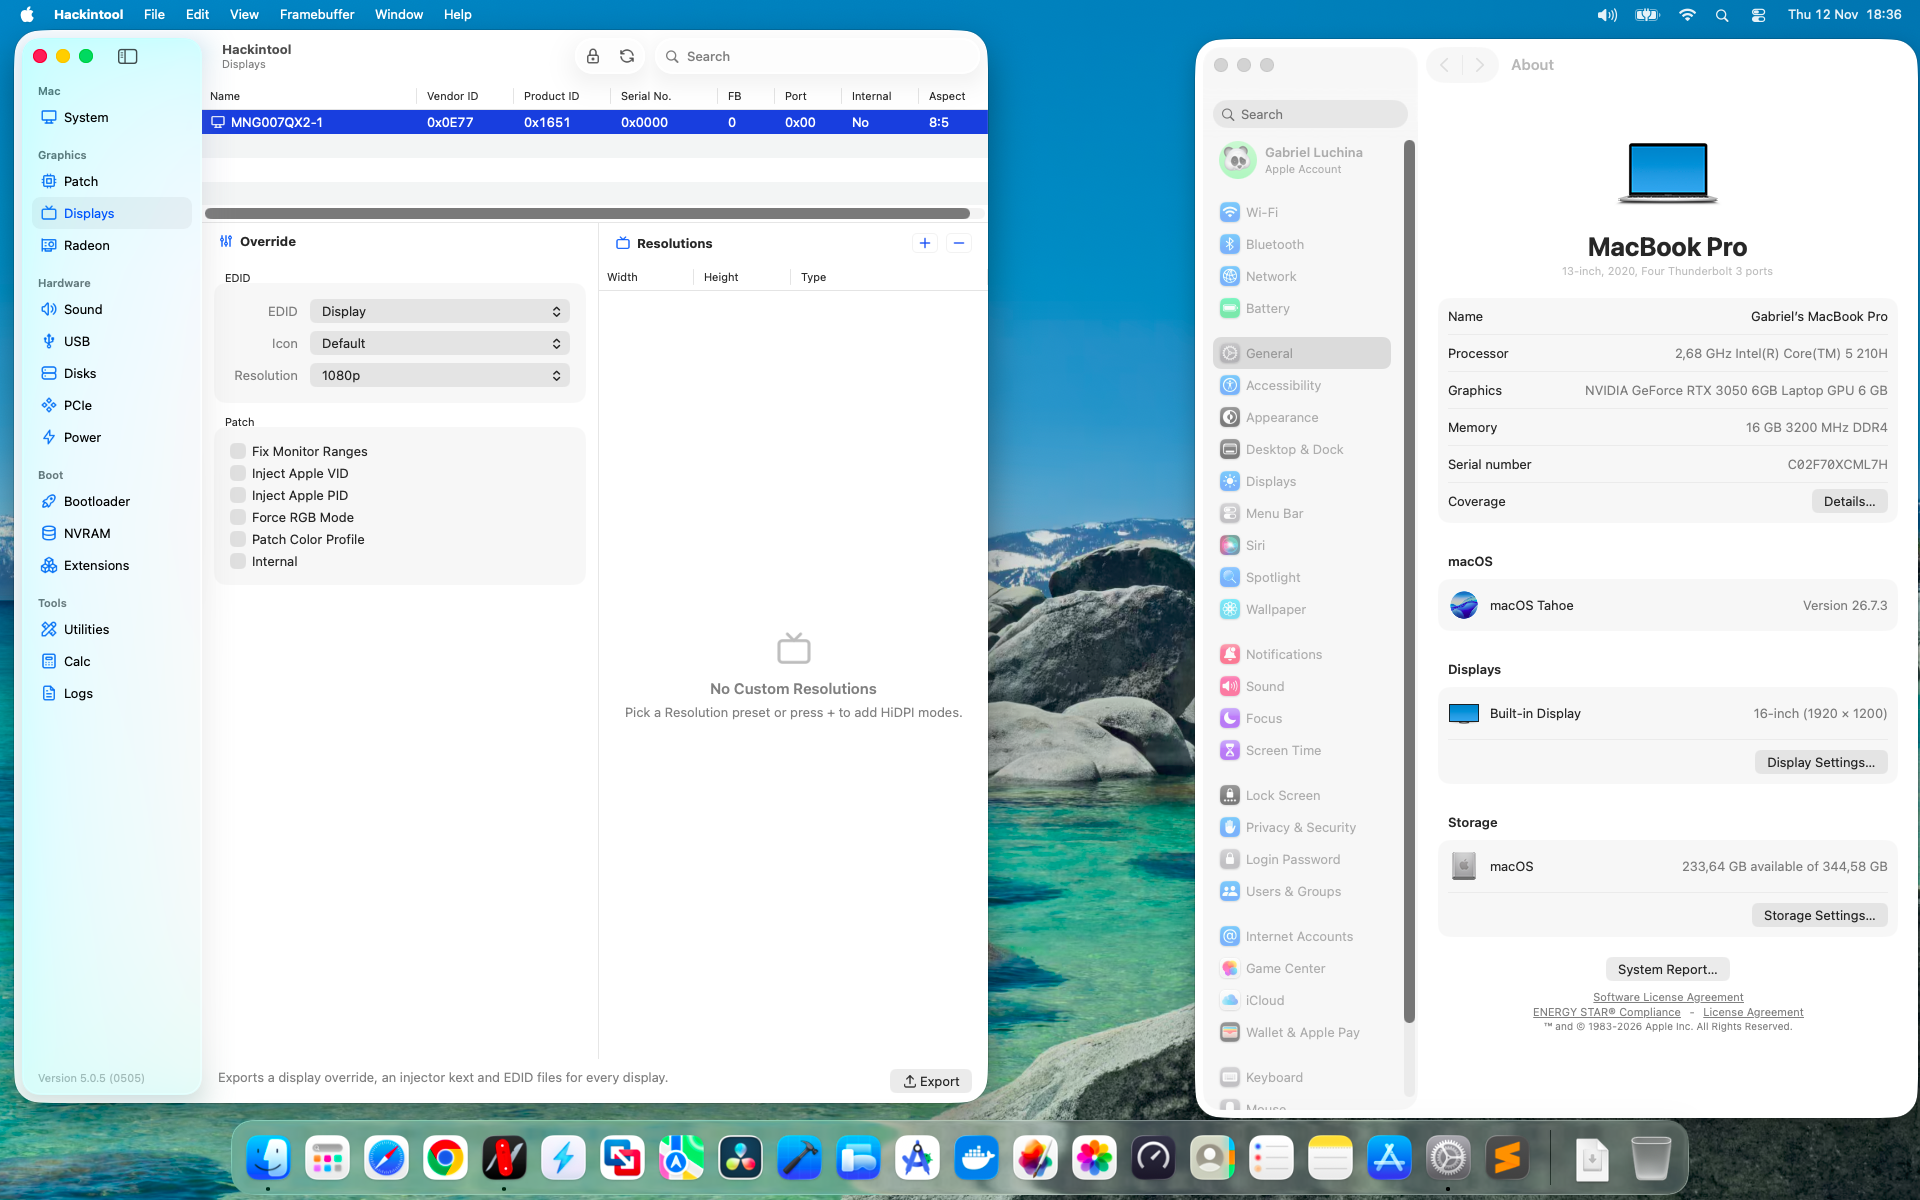 Hackintool File Edit View Framebuffer Window Help
Thu 12 Nov 18:36
Mac
System
Graphics
Patch
Displays
Radeon
Hardware
Sound
USB
Disks
PCIe
Power
Boot
Bootloader
NVRAM
Extensions
Tools
Utilities
Calc
Logs
Version 5.0.5 (0505)
Hackintool
Displays
Search
Name Vendor ID Product ID Serial No. FB Port Internal Aspect
MNG007QX2-1 0x0E77 0x1651 0x0000 0 0x00 No 8:5
Override
EDID
EDID Display
Icon Default
Resolution 1080p
Patch
Fix Monitor Ranges
Inject Apple VID
Inject Apple PID
Force RGB Mode
Patch Color Profile
Internal
Resolutions
Width Height Type
No Custom Resolutions
Pick a Resolution preset or press + to add HiDPI modes.
Exports a display override, an injector kext and EDID files for every display.
Export
Search
Gabriel Luchina
Apple Account
Wi-Fi
Bluetooth
Network
Battery
General
Accessibility
Appearance
Desktop & Dock
Displays
Menu Bar
Siri
Spotlight
Wallpaper
Notifications
Sound
Focus
Screen Time
Lock Screen
Privacy & Security
Login Password
Users & Groups
Internet Accounts
Game Center
iCloud
Wallet & Apple Pay
Keyboard
Mouse
About
MacBook Pro
13-inch, 2020, Four Thunderbolt 3 ports
Name Gabriel's MacBook Pro
Processor 2,68 GHz Intel(R) Core(TM) 5 210H
Graphics NVIDIA GeForce RTX 3050 6GB Laptop GPU 6 GB
Memory 16 GB 3200 MHz DDR4
Serial number C02F70XCML7H
Coverage Details...
macOS
macOS Tahoe Version 26.7.3
Displays
Built-in Display 16-inch (1920 × 1200)
Display Settings...
Storage
macOS 233,64 GB available of 344,58 GB
Storage Settings...
System Report...
Software License Agreement
ENERGY STAR® Compliance - License Agreement
™ and © 1983-2026 Apple Inc. All Rights Reserved.